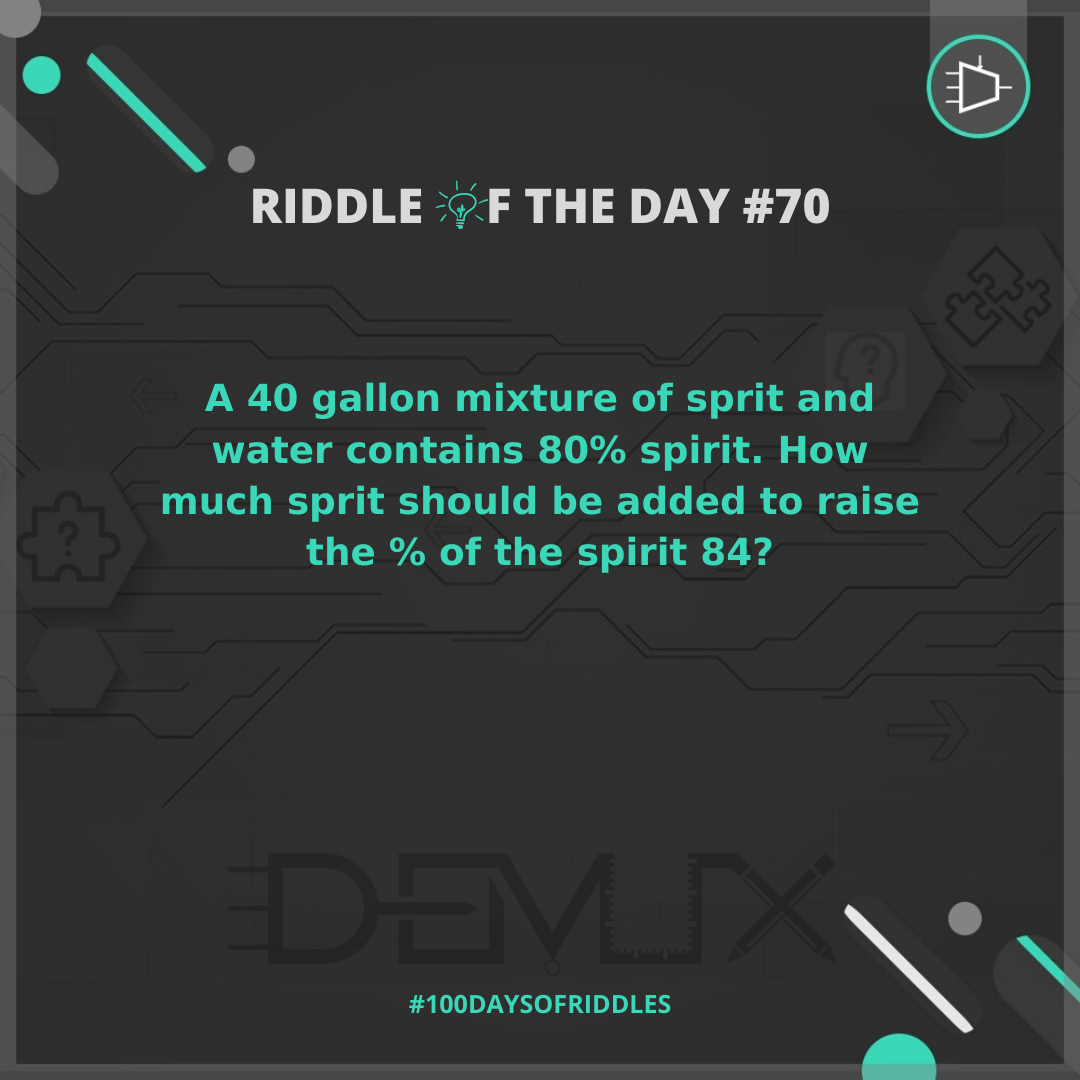 RIDDLE OF THE DAY #70
A 40 gallon mixture of sprit and
water contains 80% spirit. How
much sprit should be added to raise
the % of the spirit 84?
DEMUX
#100DAYSOFRIDDLES